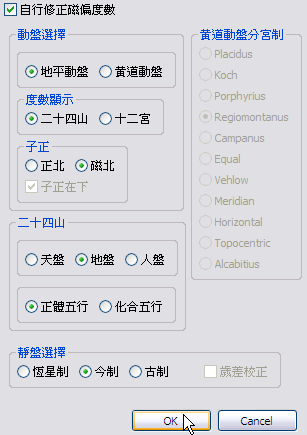 自行修正磁偏度數
動盤選擇
地平動盤 黃道動盤
度數顯示
二十四山 十二宮
子正
正北 磁北
子正在下
二十四山
天盤 地盤 人盤
正體五行 化合五行
黃道動盤分宮制
Placidus
Koch
Porphyrius
Regiomontanus
Campanus
Equal
Vehlow
Meridian
Horizontal
Topocentric
Alcabitius
靜盤選擇
恆星制 今制 古制 歲差校正
OK Cancel